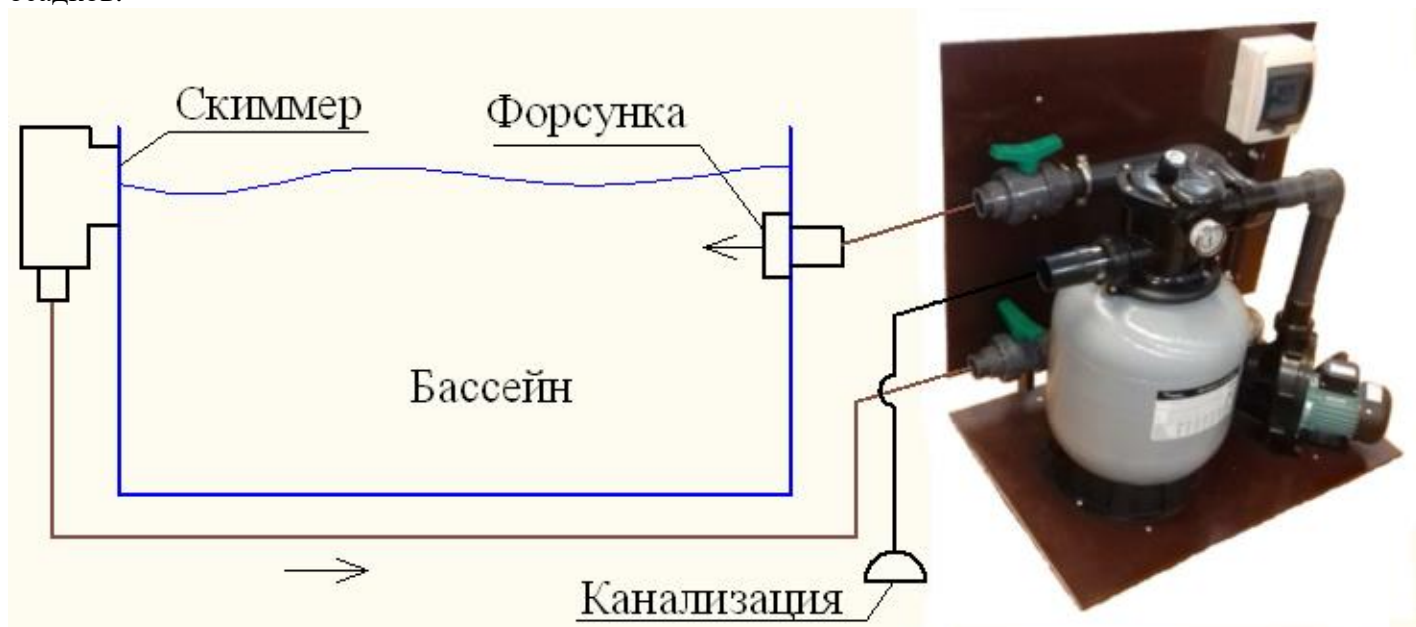 Скиммер
Форсунка
Бассейн
Канализация